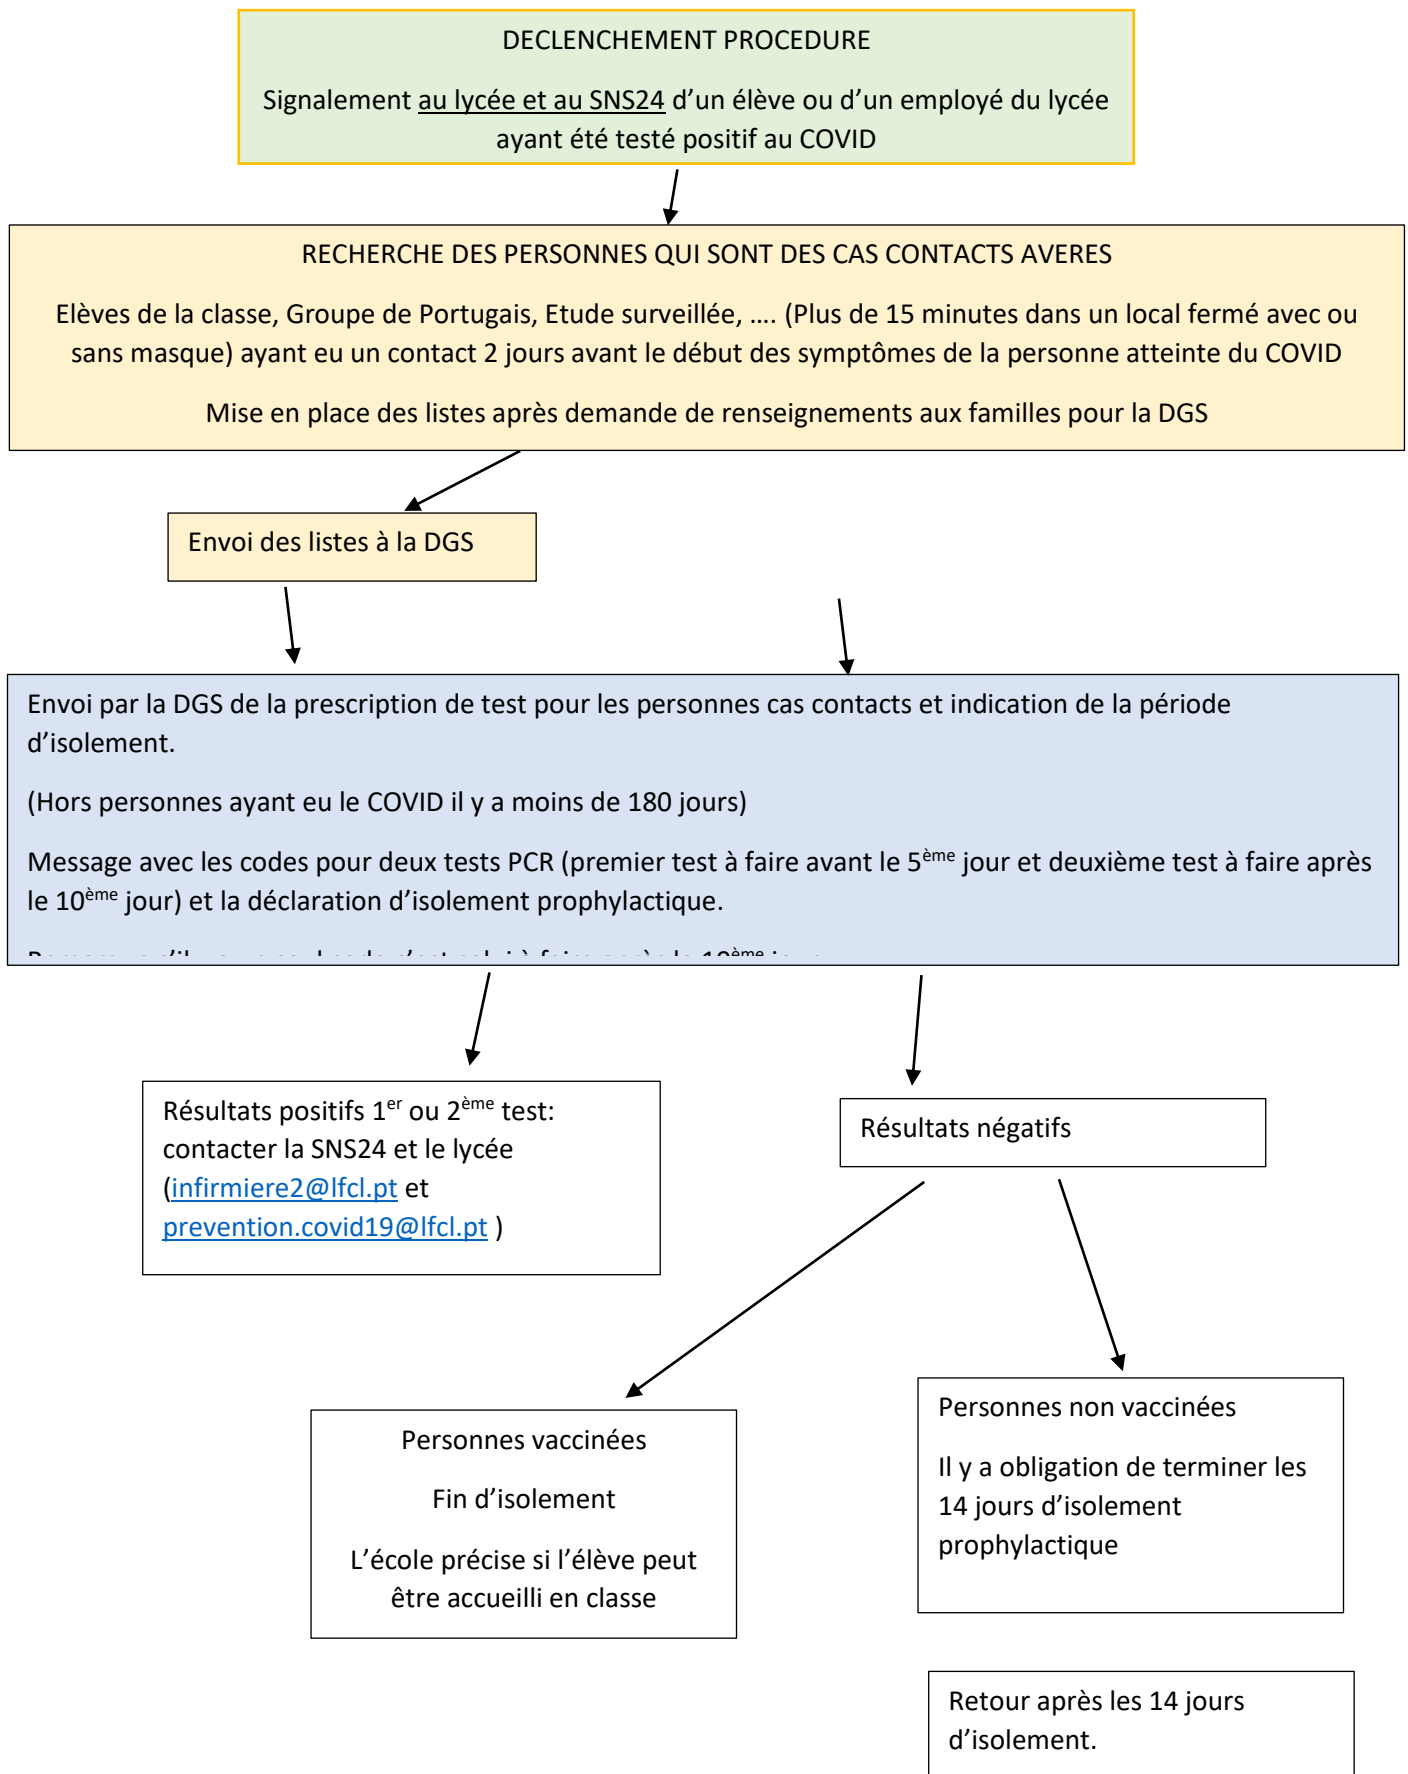 DECLENCHEMENT PROCEDURE
Signalement au lycée et au SNS24 d’un élève ou d’un employé du lycée
ayant été testé positif au COVID
RECHERCHE DES PERSONNES QUI SONT DES CAS CONTACTS AVERES
Elèves de la classe, Groupe de Portugais, Etude surveillée, …. (Plus de 15 minutes dans un local fermé avec ou
sans masque) ayant eu un contact 2 jours avant le début des symptômes de la personne atteinte du COVID
Mise en place des listes après demande de renseignements aux familles pour la DGS
Envoi des listes à la DGS
Envoi par la DGS de la prescription de test pour les personnes cas contacts et indication de la période
d’isolement.
(Hors personnes ayant eu le COVID il y a moins de 180 jours)
Message avec les codes pour deux tests PCR (premier test à faire avant le 5ème jour et deuxième test à faire après
le 10ème jour) et la déclaration d’isolement prophylactique.
Résultats positifs 1er ou 2ème test:
contacter la SNS24 et le lycée
(infirmiere2@lfcl.pt et
prevention.covid19@lfcl.pt )
Résultats négatifs
Personnes vaccinées
Fin d’isolement
L’école précise si l’élève peut
être accueilli en classe
Personnes non vaccinées
Il y a obligation de terminer les
14 jours d’isolement
prophylactique
Retour après les 14 jours
d’isolement.